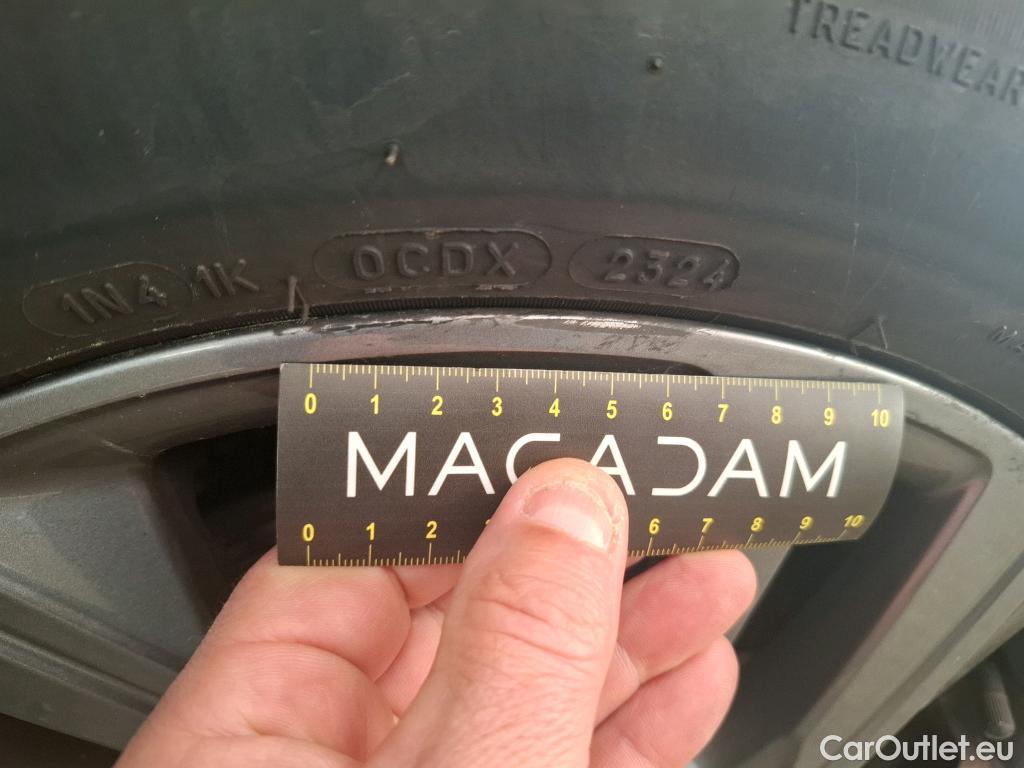 TREADWEAR
1N4 1K OCDX 2324
0 1 2 3 4 5 6 7 8 9 10
MACADAM
0 1 2 6 7 8 9 10
CarOutlet.eu